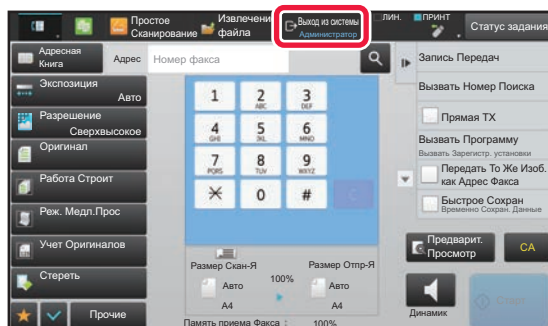 Простое
Сканирование
Извлечени
файла
Выход из системы
Администратор
ЛИН.
ПРИНТ
Статус задания
Адресная
Книга
Адрес
Номер факса
Запись Передач
Экспозиция
Авто
Вызвать Номер Поиска
Разрешение
Сверхвысокое
Прямая TX
Оригинал
Вызвать Программу
Вызвать Зарегистр. установки
Работа Строит
Передать То Же Изоб.
как Адрес Факса
Реж. Медл.Прос
Быстрое Сохран
Временно Сохран. Данные
Учет Оригиналов
Стереть
Прочие
1
2
ABC
3
DEF
4
GHI
5
JKL
6
MNO
7
PQRS
8
TUV
9
WXYZ
0
#
C
Размер Скан-Я
Размер Отпр-Я
100%
Авто
Авто
A4
A4
Память приема Факса :
100%
Предварит.
Просмотр
CA
Динамик
Старт